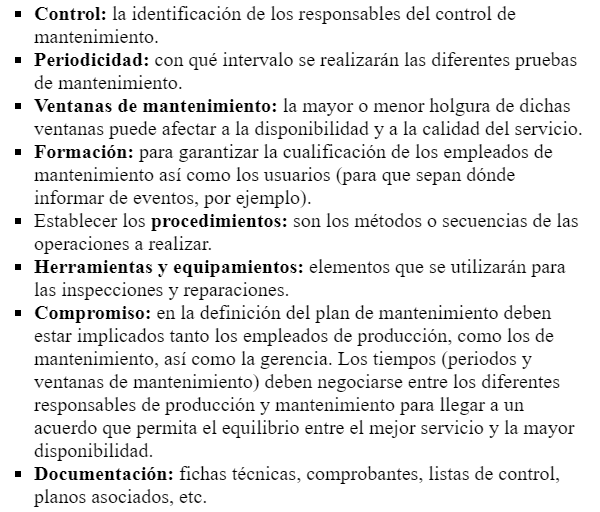 ▪ Control: la identificación de los responsables del control de
mantenimiento.
▪ Periodicidad: con qué intervalo se realizarán las diferentes pruebas
de mantenimiento.
▪ Ventanas de mantenimiento: la mayor o menor holgura de dichas
ventanas puede afectar a la disponibilidad y a la calidad del servicio.
▪ Formación: para garantizar la cualificación de los empleados de
mantenimiento así como los usuarios (para que sepan dónde
informar de eventos, por ejemplo).
▪ Establecer los procedimientos: son los métodos o secuencias de las
operaciones a realizar.
▪ Herramientas y equipamientos: elementos que se utilizarán para
las inspecciones y reparaciones.
▪ Compromiso: en la definición del plan de mantenimiento deben
estar implicados tanto los empleados de producción, como los de
mantenimiento, así como la gerencia. Los tiempos (periodos y
ventanas de mantenimiento) deben negociarse entre los diferentes
responsables de producción y mantenimiento para llegar a un
acuerdo que permita el equilibrio entre el mejor servicio y la mayor
disponibilidad.
▪ Documentación: fichas técnicas, comprobantes, listas de control,
planos asociados, etc.